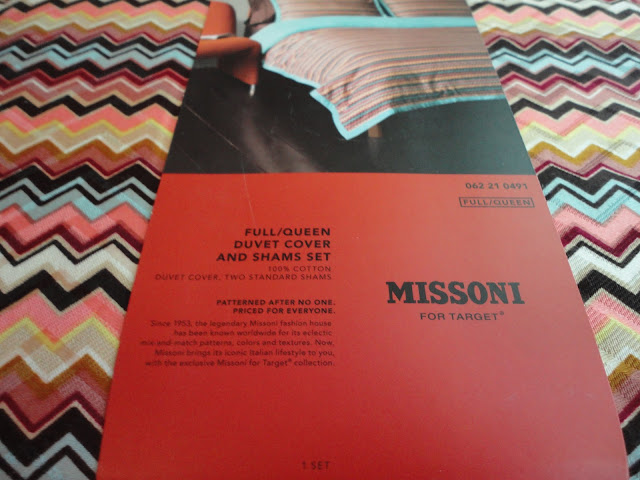 062 21 0491
FULL/QUEEN
FULL/QUEEN
DUVET COVER
AND SHAMS SET
100% COTTON
DUVET COVER, TWO STANDARD SHAMS
PATTERNED AFTER NO ONE.
PRICED FOR EVERYONE.
Since 1953, the legendary Missoni fashion house
has been known worldwide for its eclectic
mix-and-match patterns, colors and textures. Now,
Missoni brings its iconic Italian lifestyle to you,
with the exclusive Missoni for Target® collection.
MISSONI
FOR TARGET®
1 SET